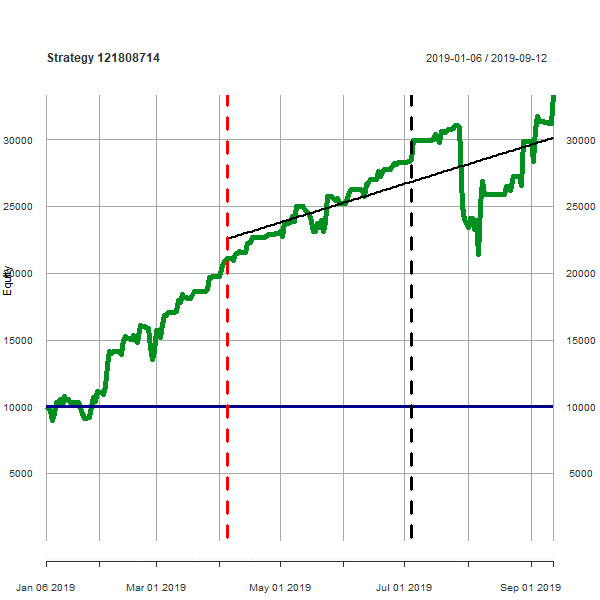 Strategy 121808714
2019-01-06 / 2019-09-12
30000
30000
25000
25000
Equity
20000
20000
15000
15000
10000
10000
5000
5000
Jan 06 2019
Mar 01 2019
May 01 2019
Jul 01 2019
Sep 01 2019